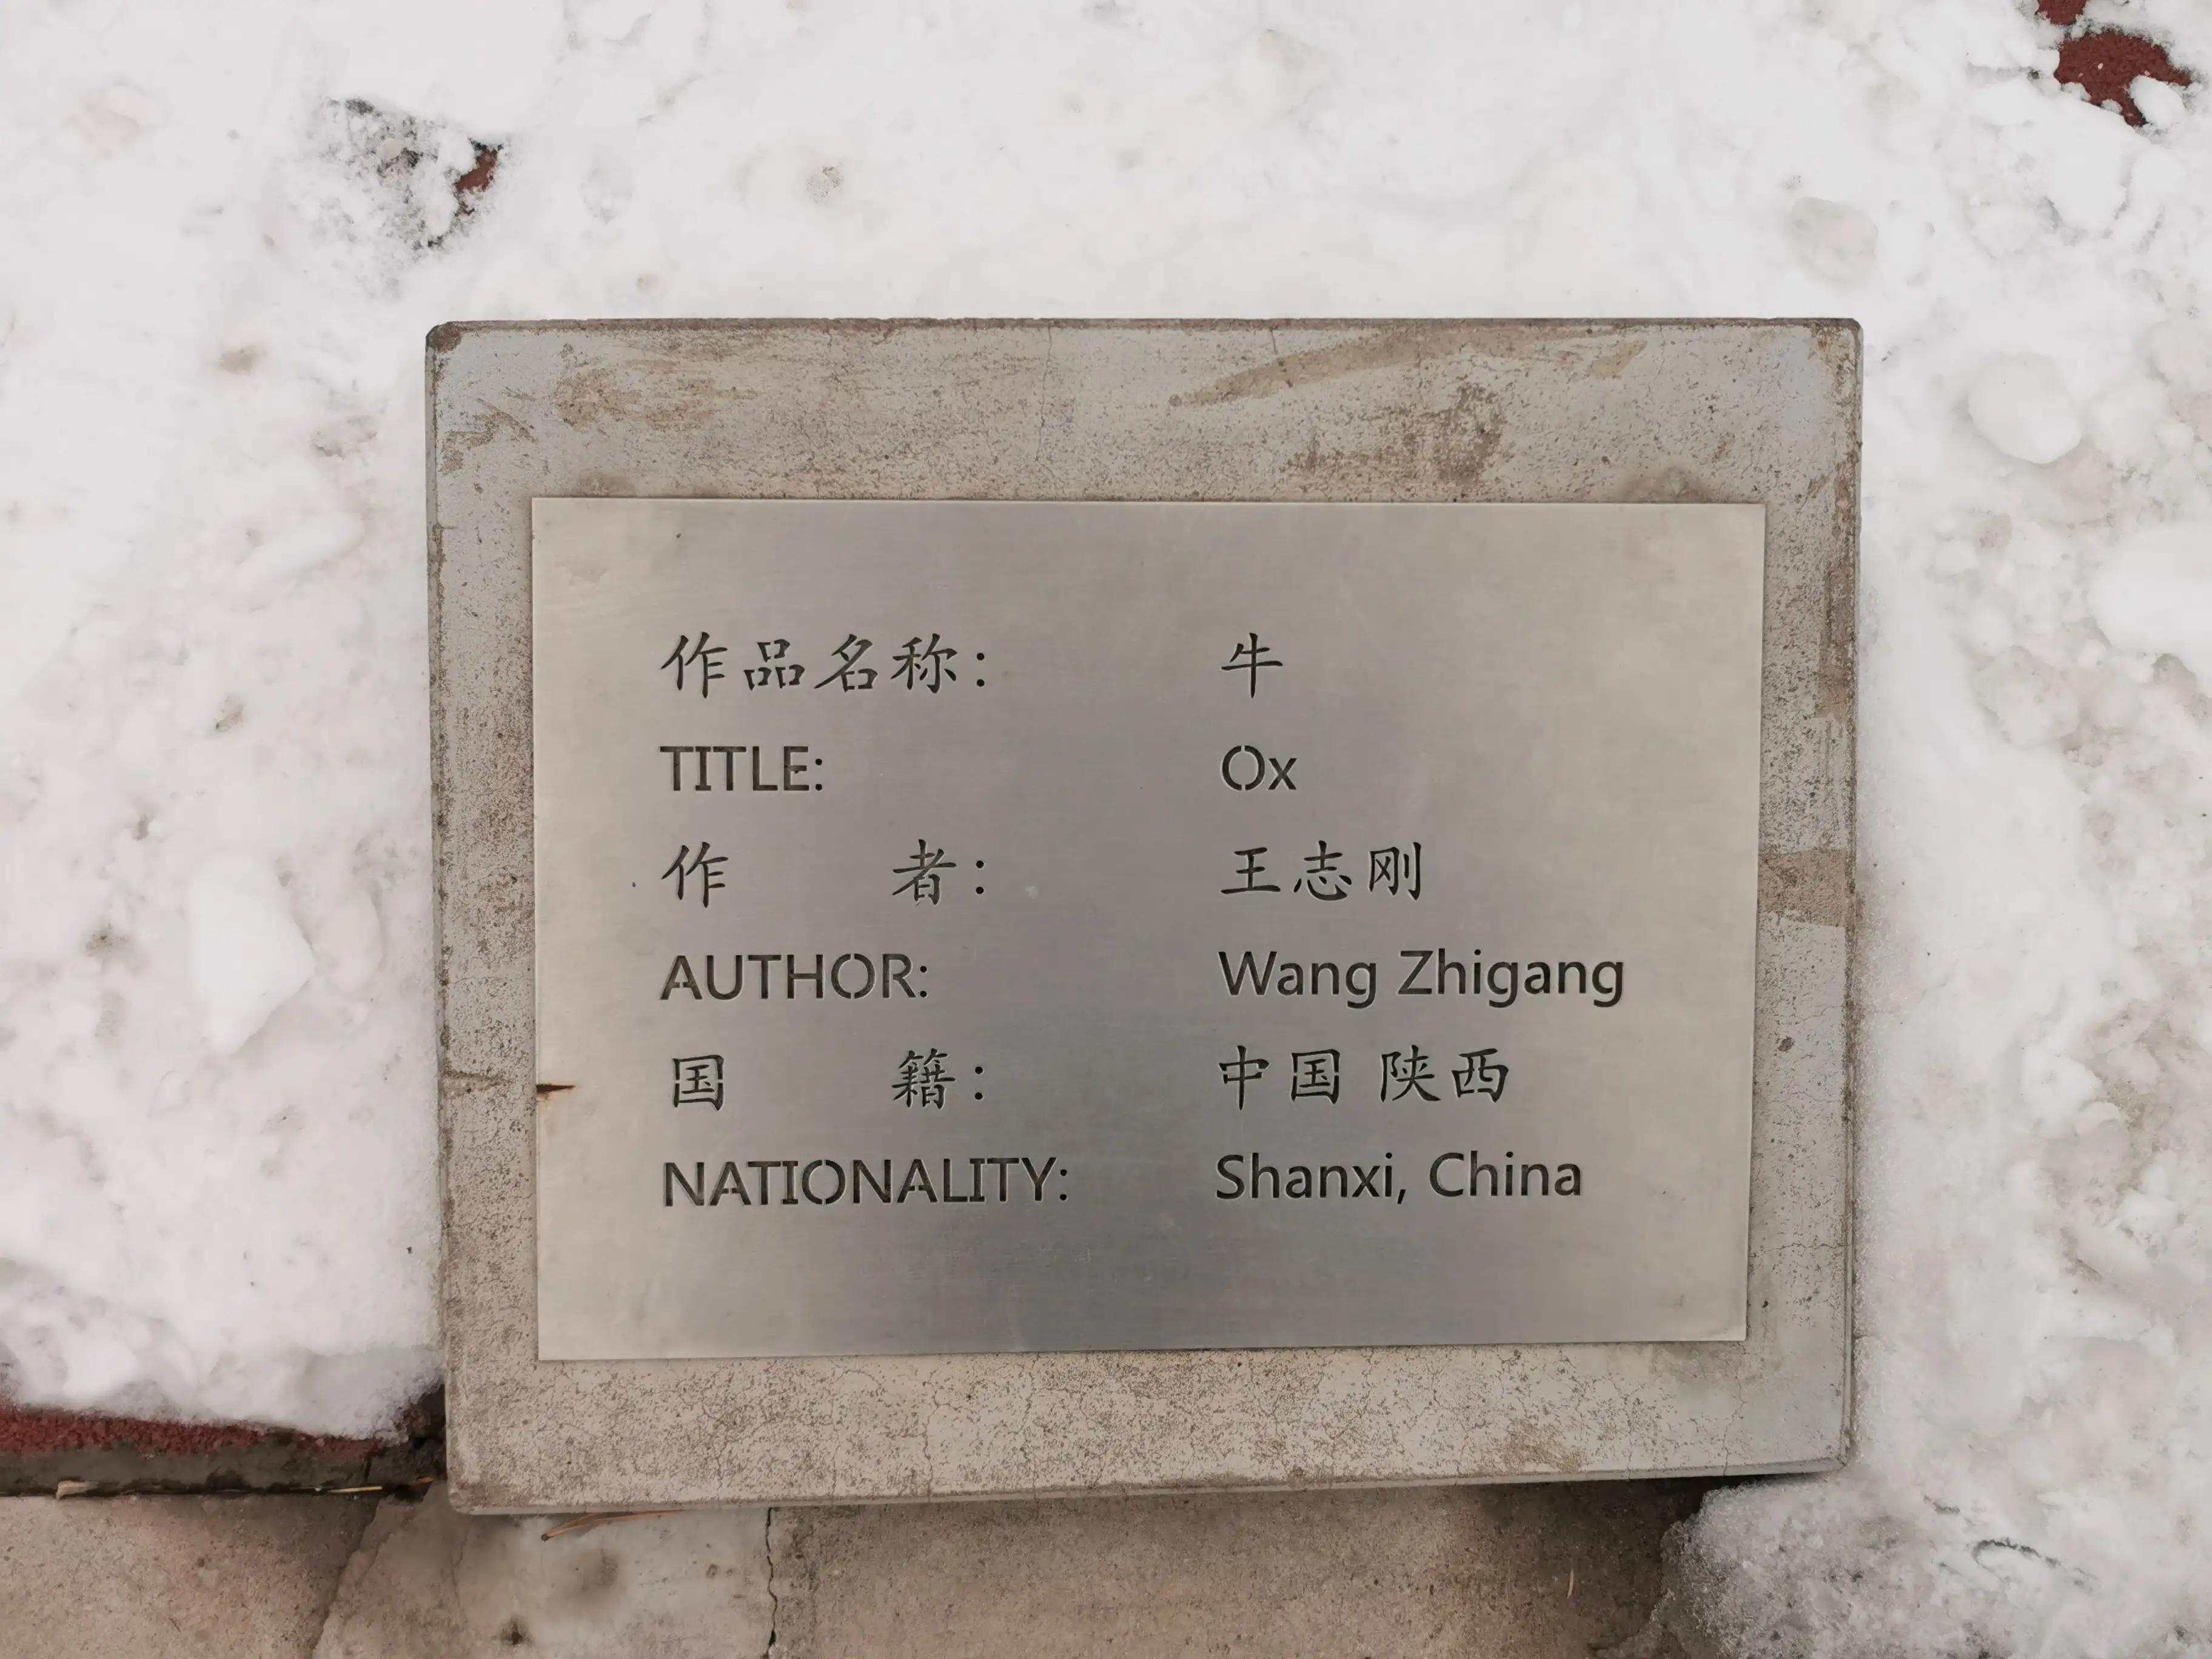 作品名称: 牛
TITLE: Ox
作 者: 王志刚
AUTHOR: Wang Zhigang
国 籍: 中国 陕西
NATIONALITY: Shanxi, China